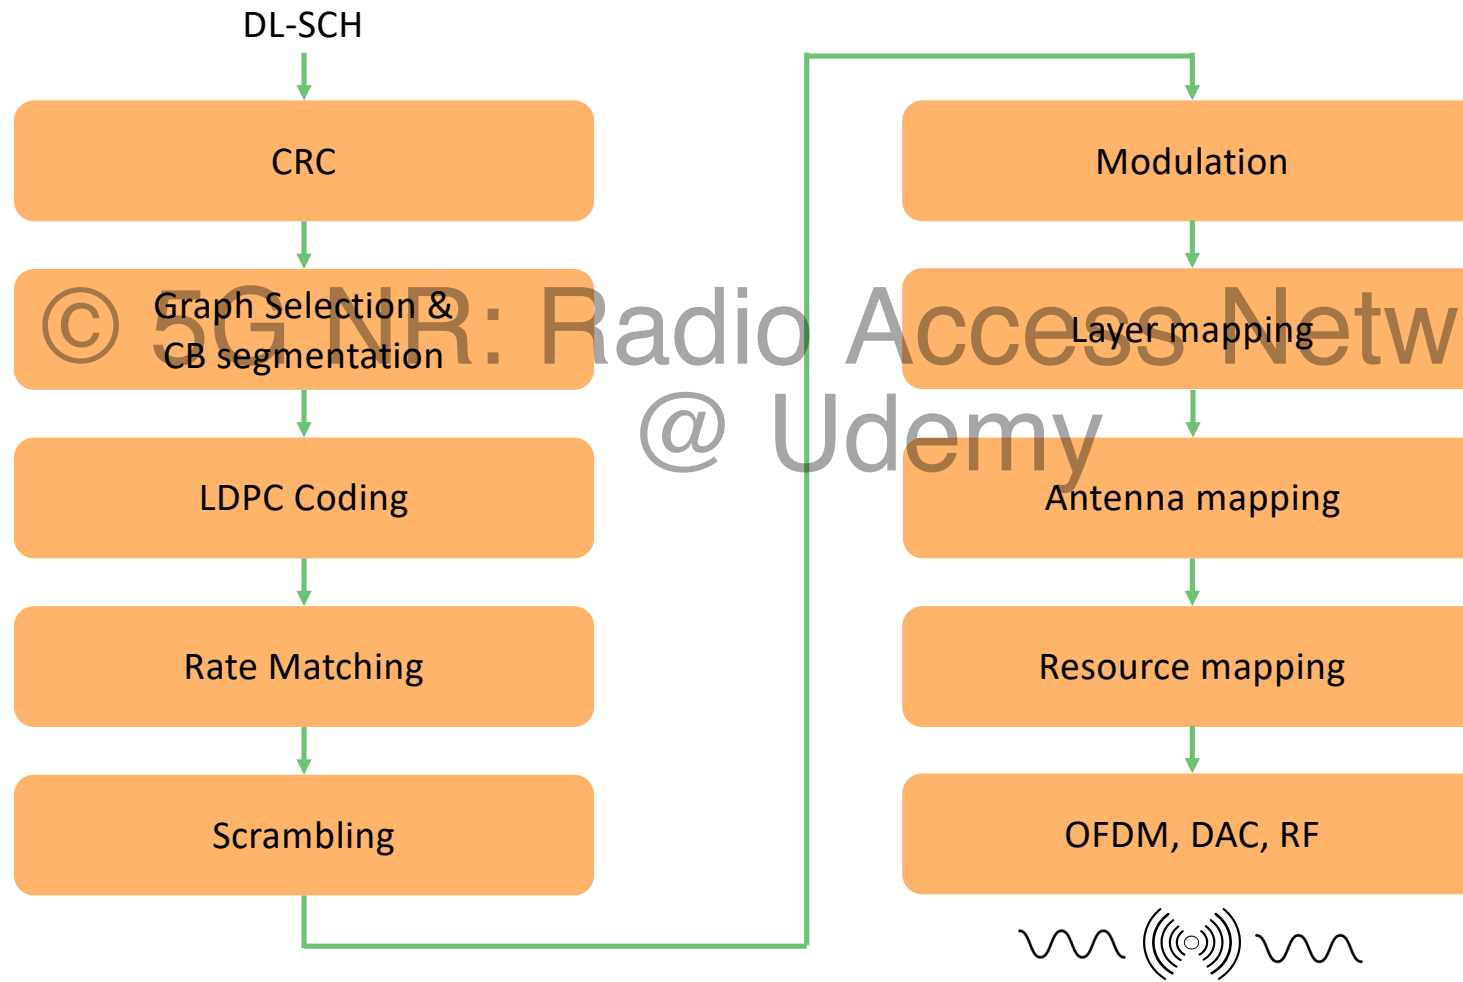 DL-SCH
CRC
Graph Selection &
CB segmentation
LDPC Coding
Rate Matching
Scrambling
Modulation
Layer mapping
Antenna mapping
Resource mapping
OFDM, DAC, RF
© 5G NR: Radio Access Netw
@ Udemy